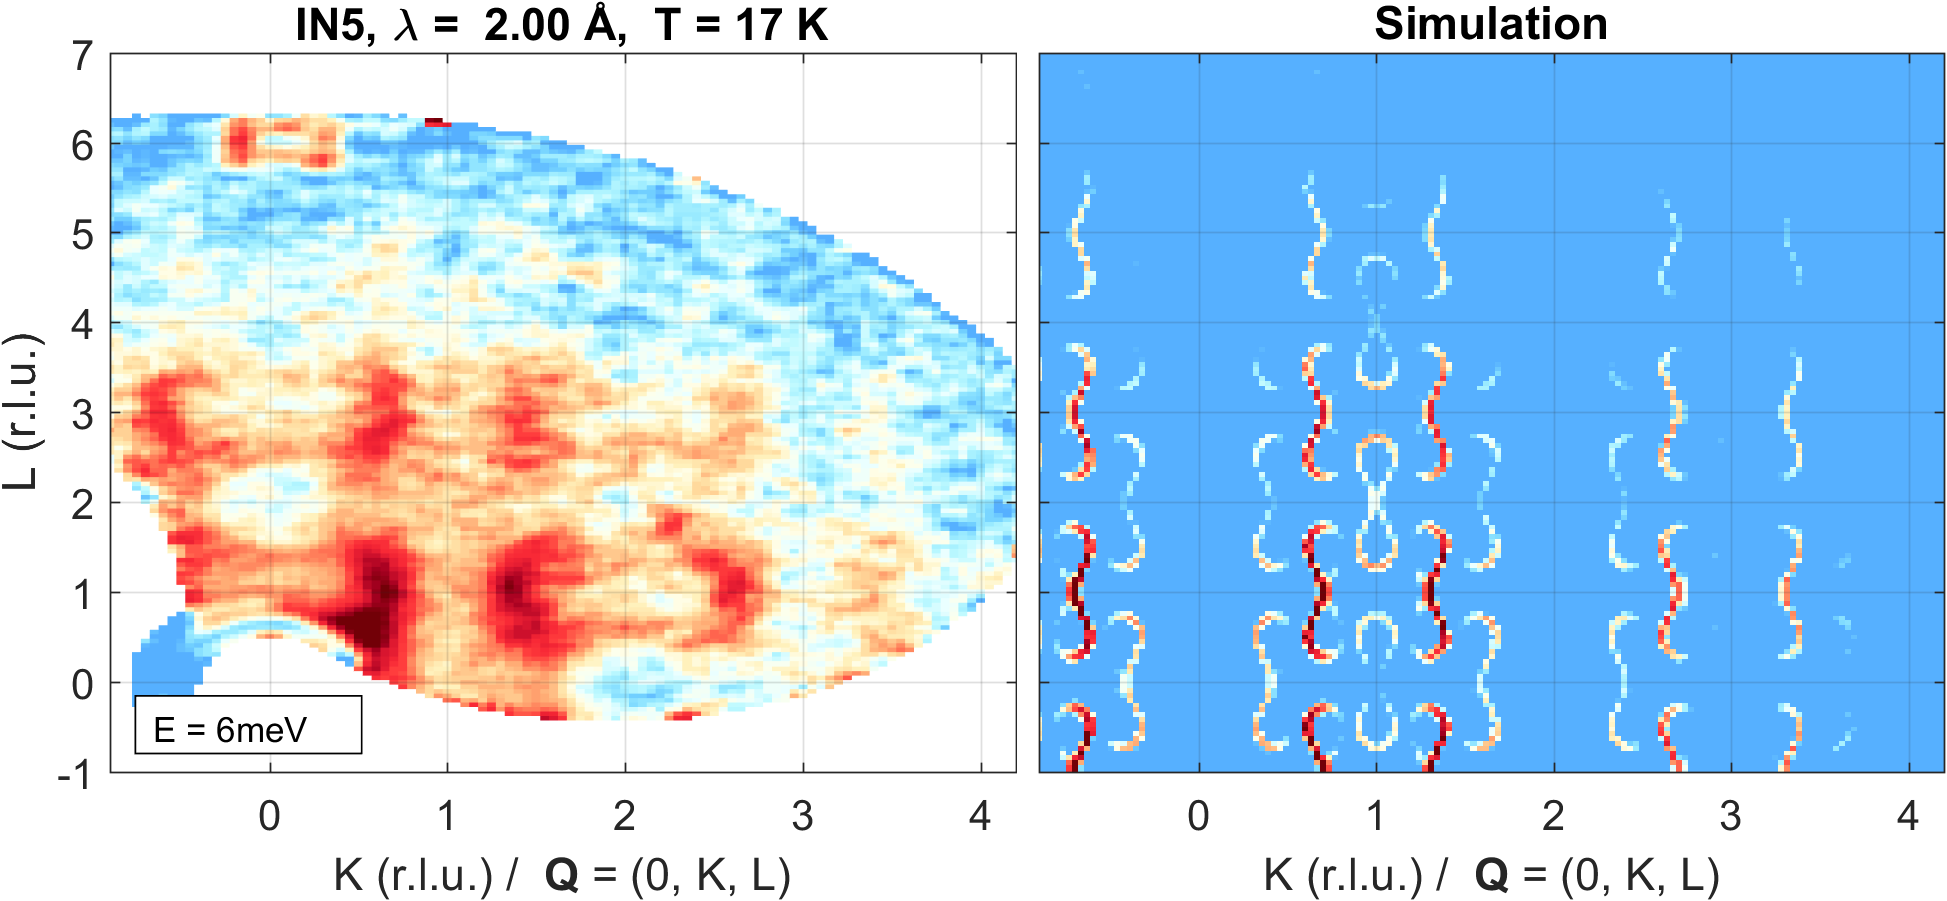 IN5, λ = 2.00 Å, T = 17 K
Simulation
7
6
5
4
3
2
1
0
-1
L (r.l.u.)
E = 6meV
0 1 2 3 4
0 1 2 3 4
K (r.l.u.) / Q = (0, K, L)
K (r.l.u.) / Q = (0, K, L)